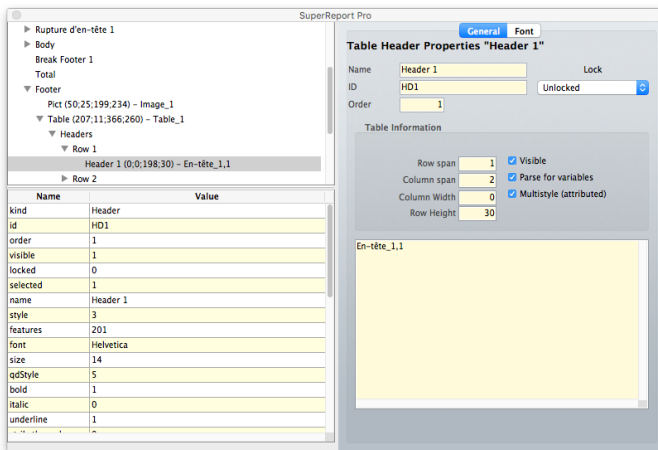 SuperReport Pro
Rupture d'en-tête 1
Body
Break Footer 1
Total
Footer
Pict (50;25;199;234) – Image_1
Table (207;11;366;260) – Table_1
Headers
Row 1
Header 1 (0;0;198;30) – En-tête_1,1
Row 2
Name Value
kind Header
id HD1
order 1
visible 1
locked 0
selected 1
name Header 1
style 3
features 201
font Helvetica
size 14
qdStyle 5
bold 1
italic 0
underline 1
General Font
Table Header Properties "Header 1"
Name Header 1 Lock
ID HD1 Unlocked
Order 1
Table Information
Row span 1 Visible
Column span 2 Parse for variables
Column Width 0 Multistyle (attributed)
Row Height 30
En-tête_1,1